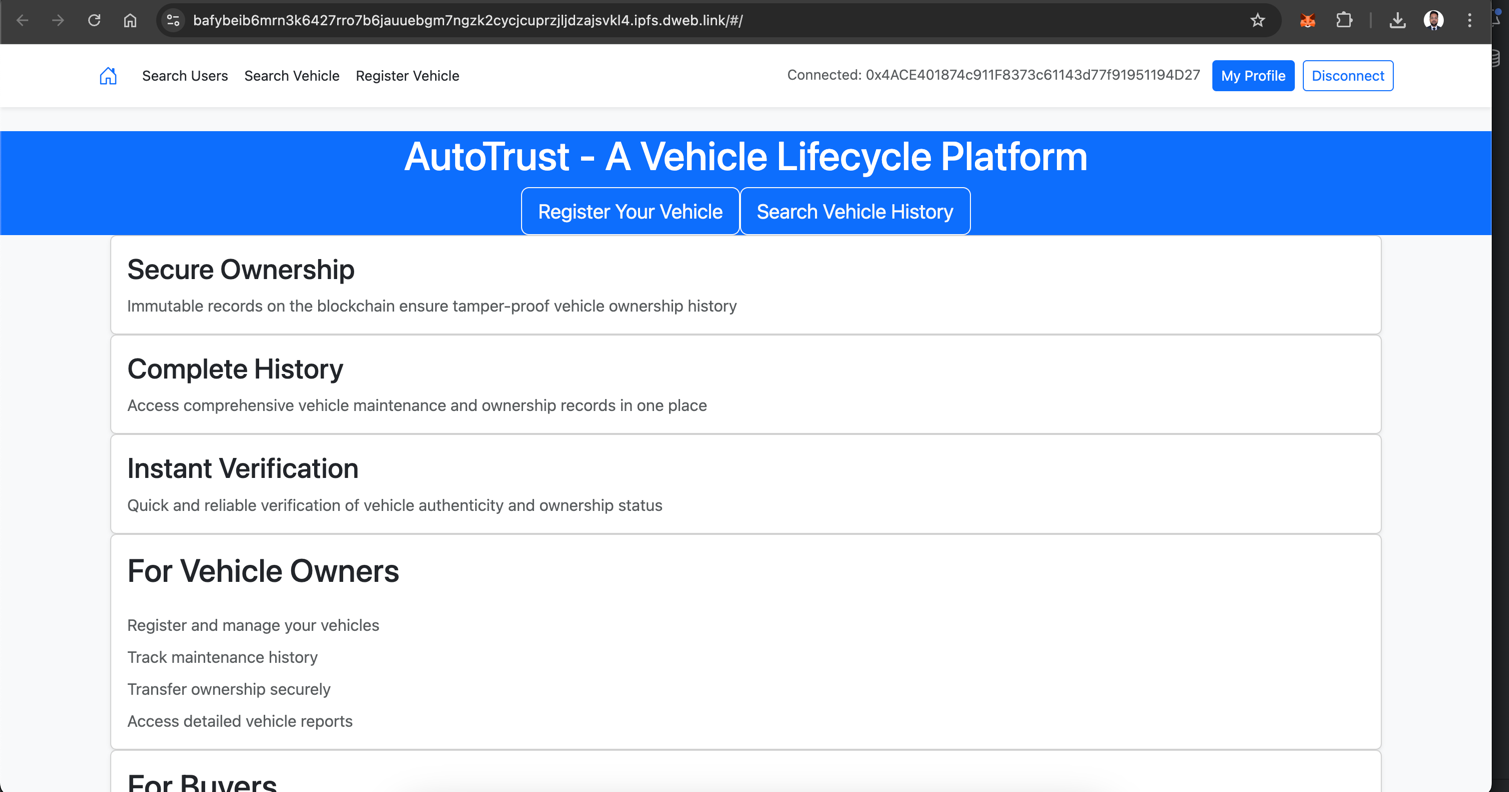 bafybeib6mrn3k6427rro7b6jauuebgm7ngzk2cycjcuprzjljdzajsvkl4.ipfs.dweb.link/#/
Search Users Search Vehicle Register Vehicle Connected: 0x4ACE401874c911F8373c61143d77f91951194D27 My Profile Disconnect
AutoTrust - A Vehicle Lifecycle Platform
Register Your Vehicle Search Vehicle History
Secure Ownership
Immutable records on the blockchain ensure tamper-proof vehicle ownership history
Complete History
Access comprehensive vehicle maintenance and ownership records in one place
Instant Verification
Quick and reliable verification of vehicle authenticity and ownership status
For Vehicle Owners
Register and manage your vehicles
Track maintenance history
Transfer ownership securely
Access detailed vehicle reports
For Buyers